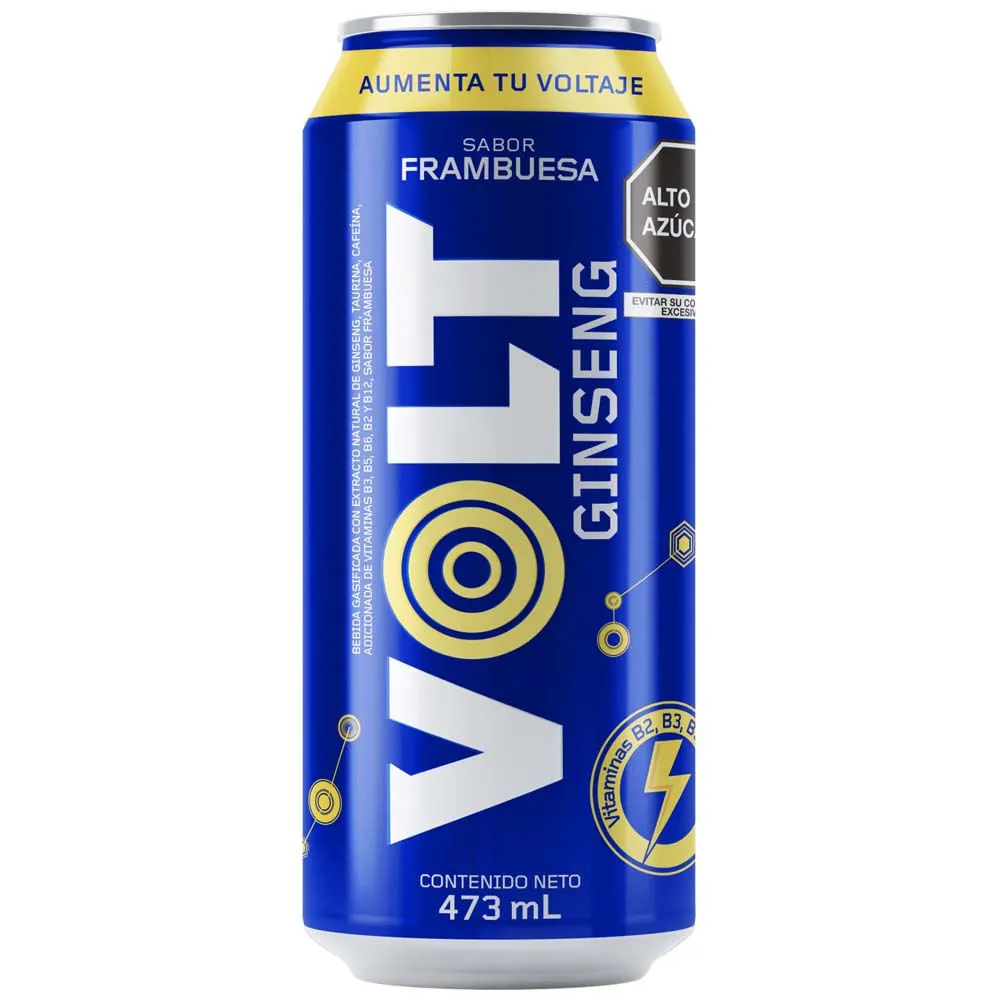 AUMENTA TU VOLTAJE
SABOR
FRAMBUESA
ALTO
AZÚC
EVITAR SU CO
EXCESIV
BEBIDA GASIFICADA CON EXTRACTO NATURAL DE GINSENG, TAURINA, CAFEÍNA,
ADICIONADA DE VITAMINAS B3, B5, B6, B2 Y B12, SABOR FRAMBUESA
VOLT
GINSENG
Vitaminas B2, B3, B
CONTENIDO NETO
473 mL